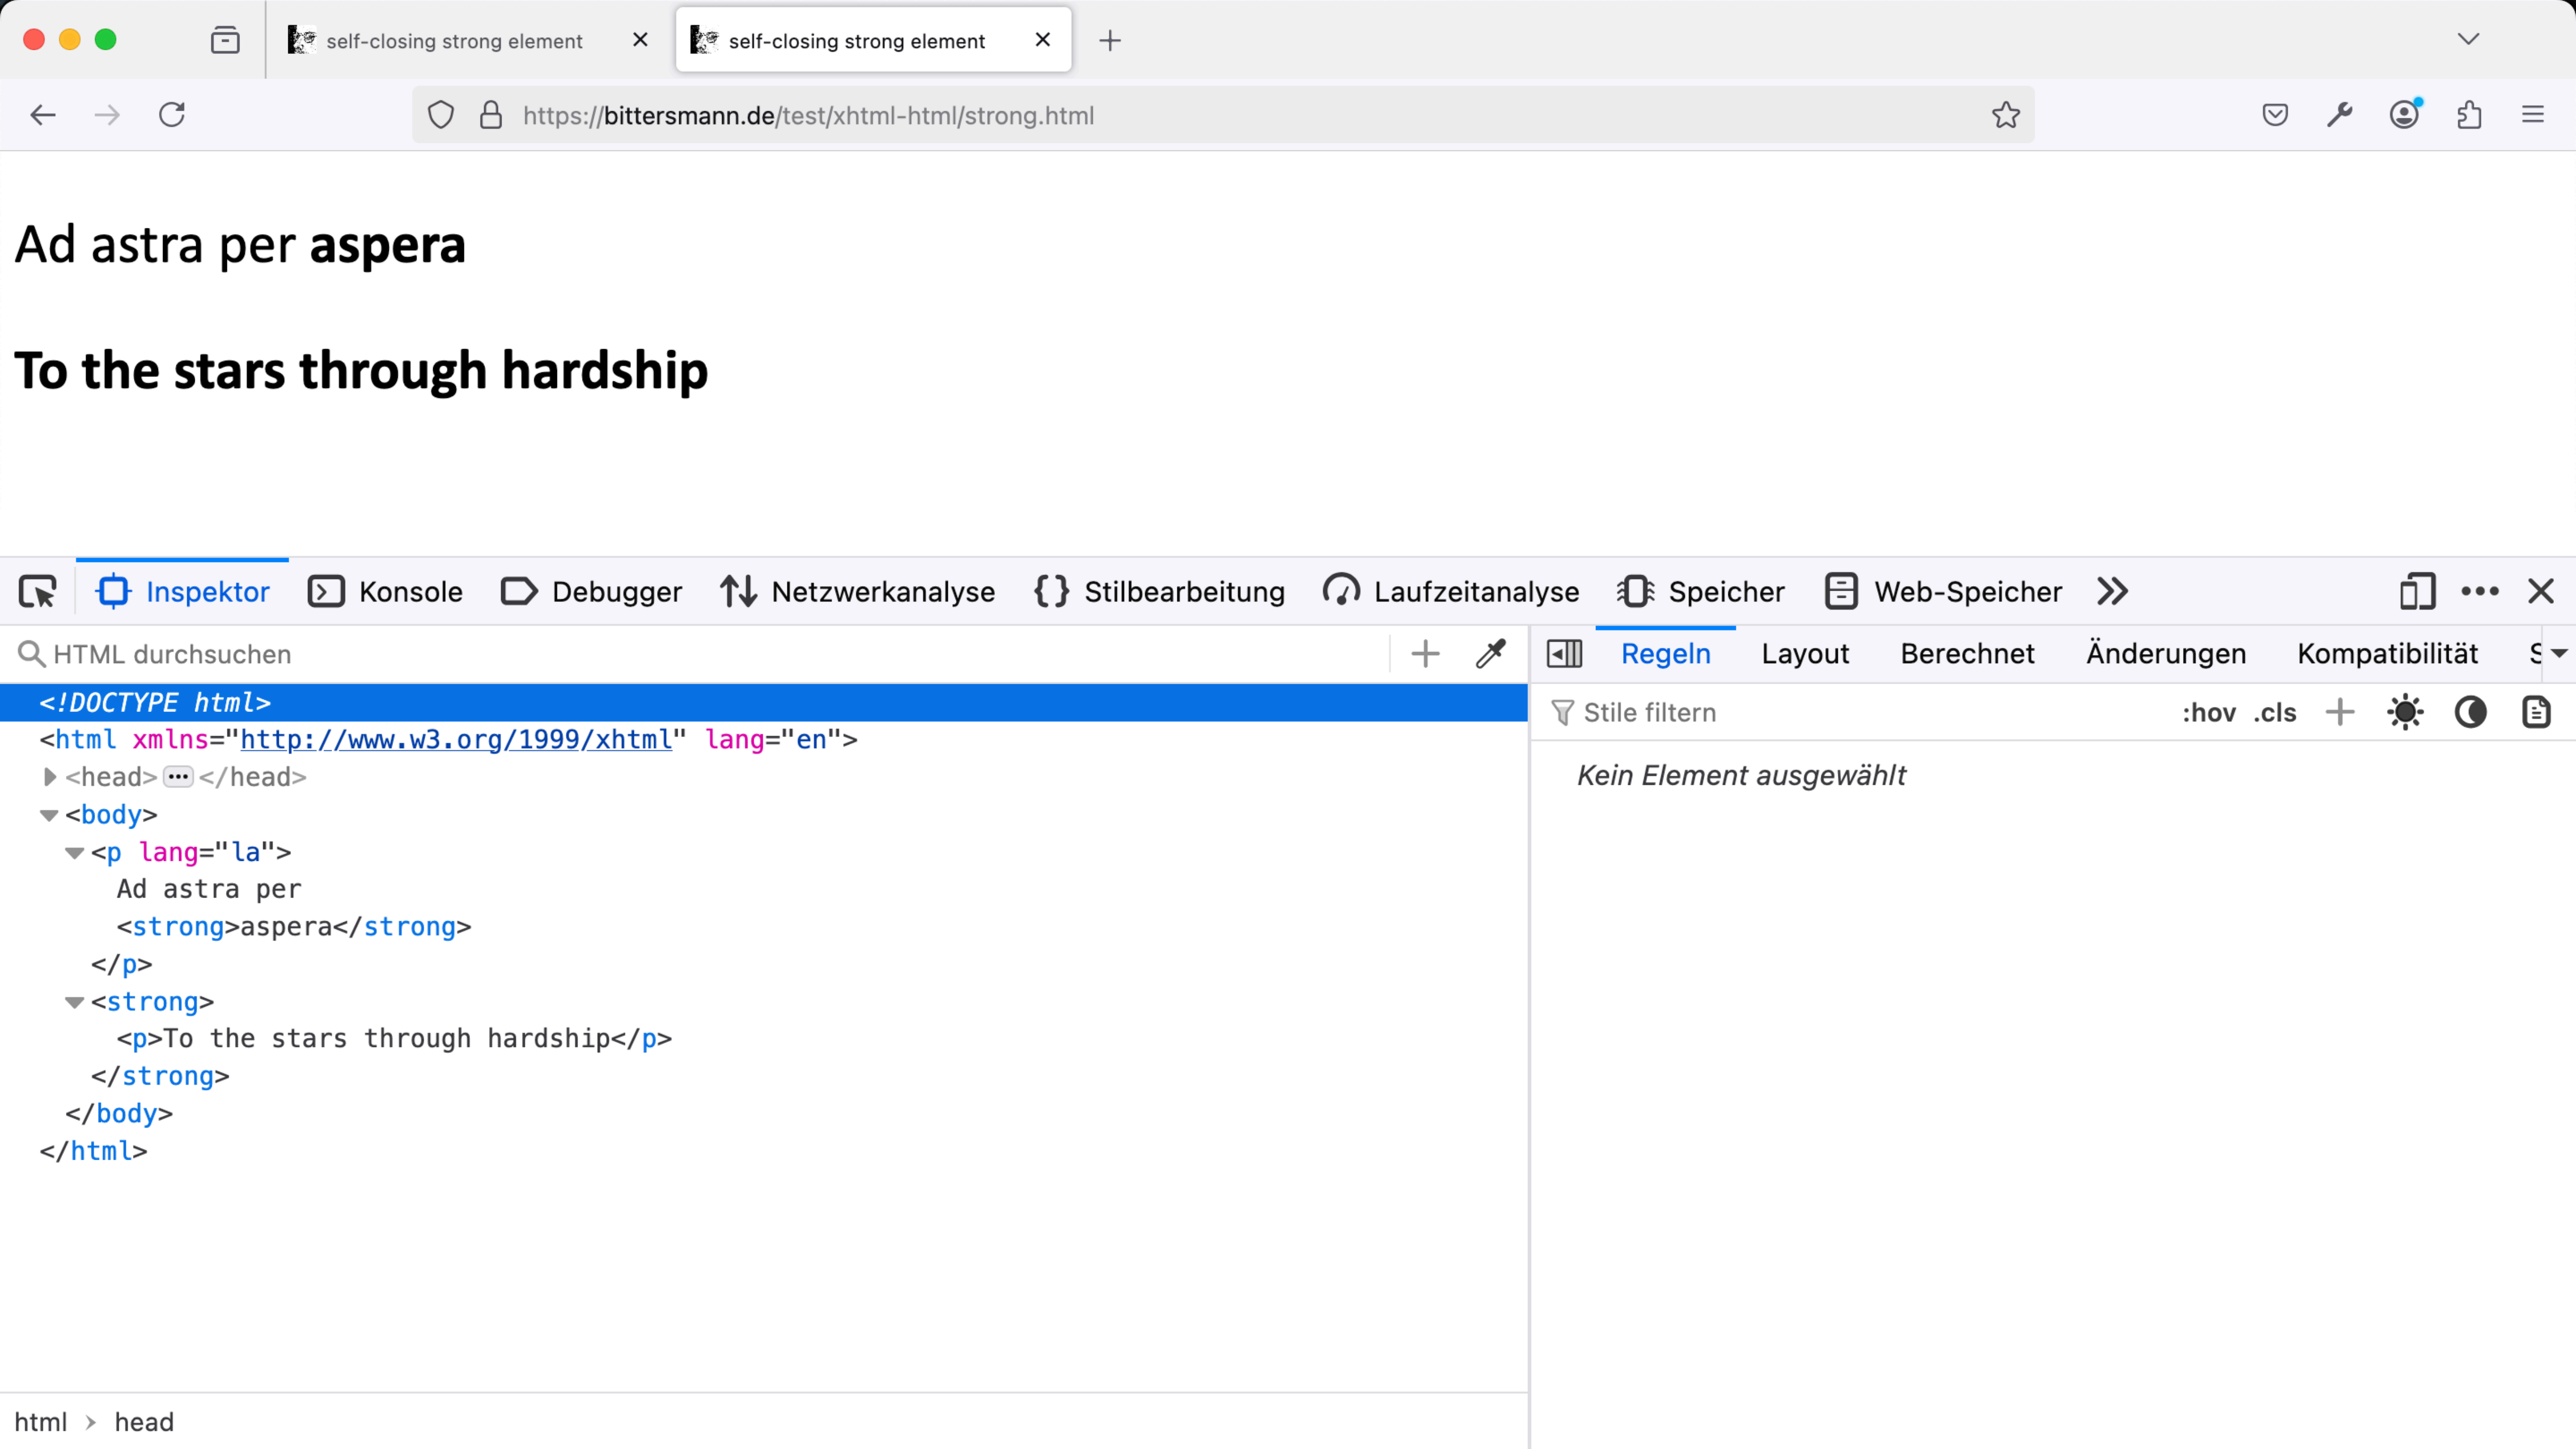 self-closing strong element
self-closing strong element
https://bittersmann.de/test/xhtml-html/strong.html
Ad astra per aspera
To the stars through hardship
Inspektor Konsole Debugger Netzwerkanalyse Stilbearbeitung Laufzeitanalyse Speicher Web-Speicher
HTML durchsuchen
Regeln Layout Berechnet Änderungen Kompatibilität
Stile filtern
:hov .cls
Kein Element ausgewählt
<!DOCTYPE html>
<html xmlns="http://www.w3.org/1999/xhtml" lang="en">
<head>…</head>
<body>
<p lang="la">
Ad astra per
<strong>aspera</strong>
</p>
<strong>
<p>To the stars through hardship</p>
</strong>
</body>
</html>
html › head